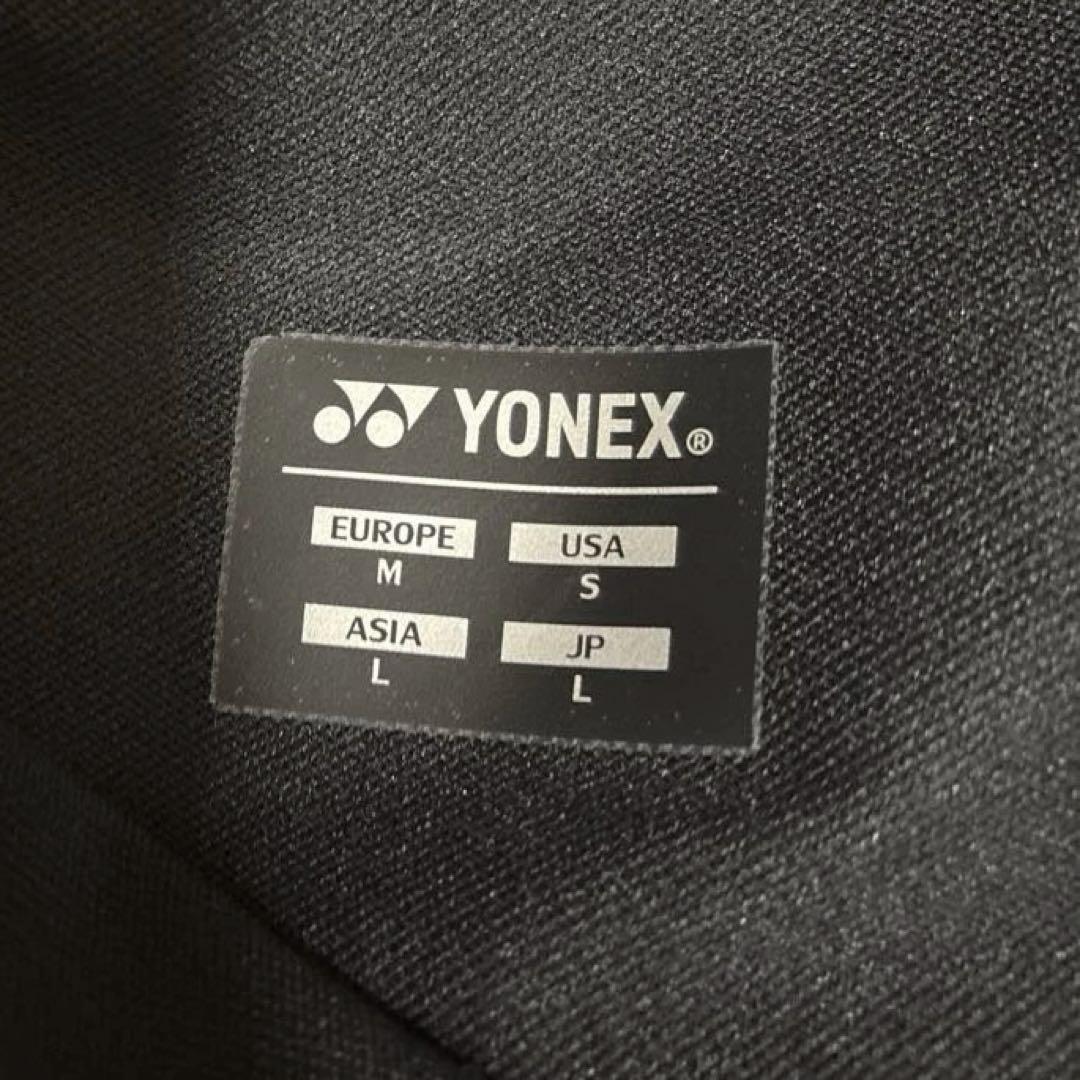 YONEX®
EUROPE USA
M S
ASIA JP
L L